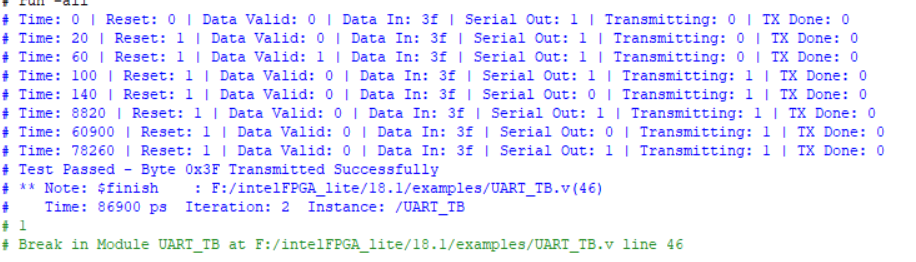 # run -all
# Time: 0 | Reset: 0 | Data Valid: 0 | Data In: 3f | Serial Out: 1 | Transmitting: 0 | TX Done: 0
# Time: 20 | Reset: 1 | Data Valid: 0 | Data In: 3f | Serial Out: 1 | Transmitting: 0 | TX Done: 0
# Time: 60 | Reset: 1 | Data Valid: 1 | Data In: 3f | Serial Out: 1 | Transmitting: 0 | TX Done: 0
# Time: 100 | Reset: 1 | Data Valid: 0 | Data In: 3f | Serial Out: 1 | Transmitting: 1 | TX Done: 0
# Time: 140 | Reset: 1 | Data Valid: 0 | Data In: 3f | Serial Out: 0 | Transmitting: 1 | TX Done: 0
# Time: 8820 | Reset: 1 | Data Valid: 0 | Data In: 3f | Serial Out: 1 | Transmitting: 1 | TX Done: 0
# Time: 60900 | Reset: 1 | Data Valid: 0 | Data In: 3f | Serial Out: 0 | Transmitting: 1 | TX Done: 0
# Time: 78260 | Reset: 1 | Data Valid: 0 | Data In: 3f | Serial Out: 1 | Transmitting: 1 | TX Done: 0
# Test Passed - Byte 0x3F Transmitted Successfully
# ** Note: $finish    : F:/intelFPGA_lite/18.1/examples/UART_TB.v(46)
#    Time: 86900 ps  Iteration: 2  Instance: /UART_TB
# 1
# Break in Module UART_TB at F:/intelFPGA_lite/18.1/examples/UART_TB.v line 46